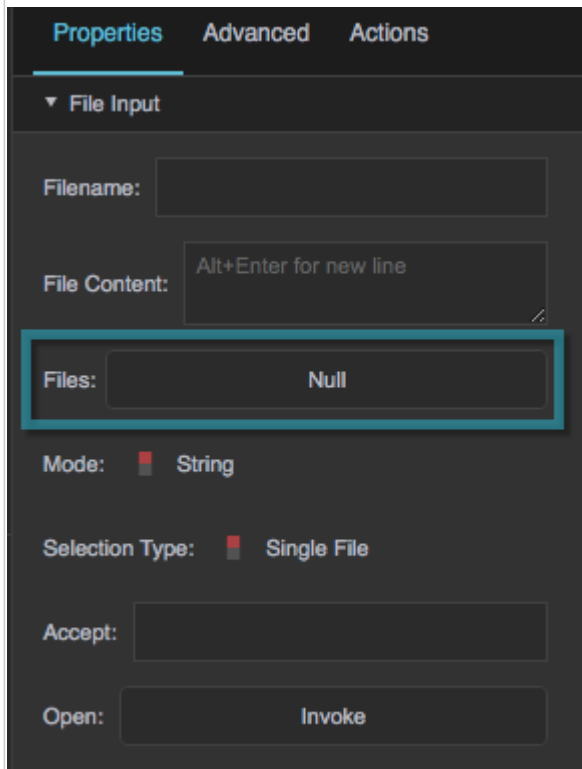 Properties Advanced Actions
File Input
Filename:
File Content: Alt+Enter for new line
Files: Null
Mode: String
Selection Type: Single File
Accept:
Open: Invoke